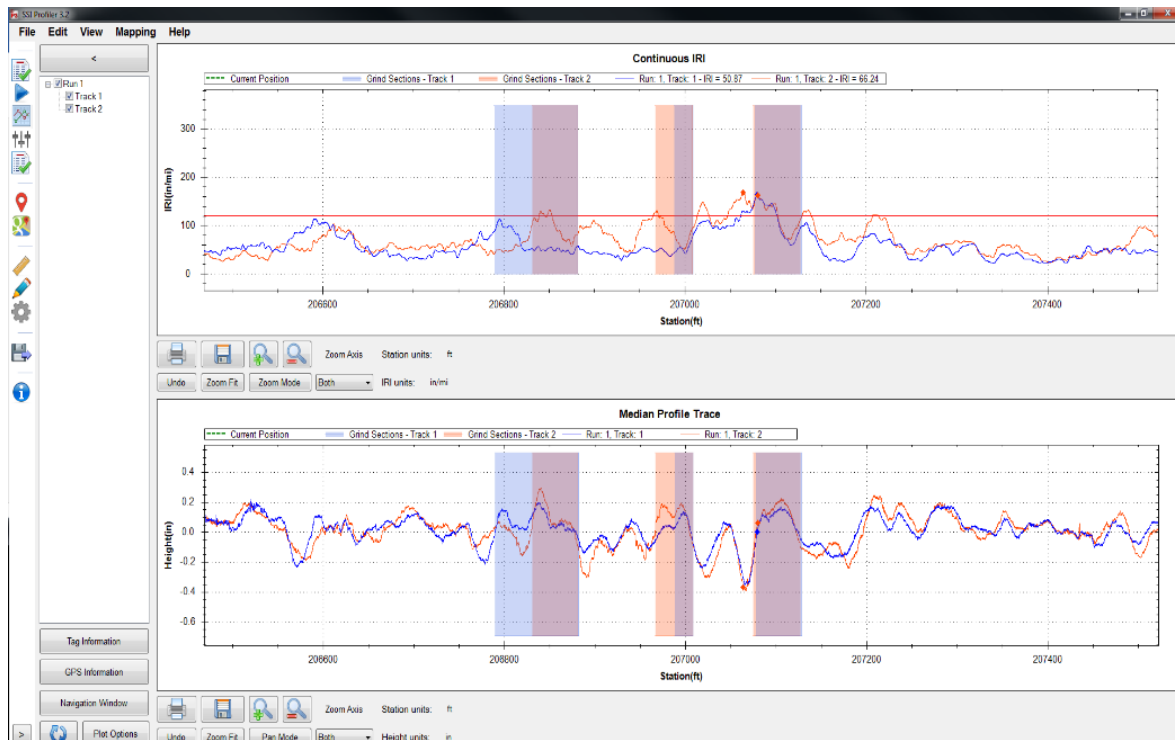 SSI Profiler 3.2
File Edit View Mapping Help
<
Run 1
Track 1
Track 2
Continuous IRI
Current Position Grind Sections - Track 1 Grind Sections - Track 2 Run: 1, Track: 1 - IRI = 50.87 Run: 1, Track: 2 - IRI = 66.24
IRI(in/mi)
300
200
100
0
206600 206800 207000 207200 207400
Station(ft)
Zoom Axis Station units: ft
Undo Zoom Fit Zoom Mode Both IRI units: in/mi
Median Profile Trace
Current Position Grind Sections - Track 1 Grind Sections - Track 2 Run: 1, Track: 1 Run: 1, Track: 2
Height(in)
0.4
0.2
0.0
-0.2
-0.4
-0.6
206600 206800 207000 207200 207400
Station(ft)
Tag Information
GPS Information
Navigation Window
> Plot Options
Zoom Axis Station units: ft
Undo Zoom Fit Pan Mode Both Height units: in